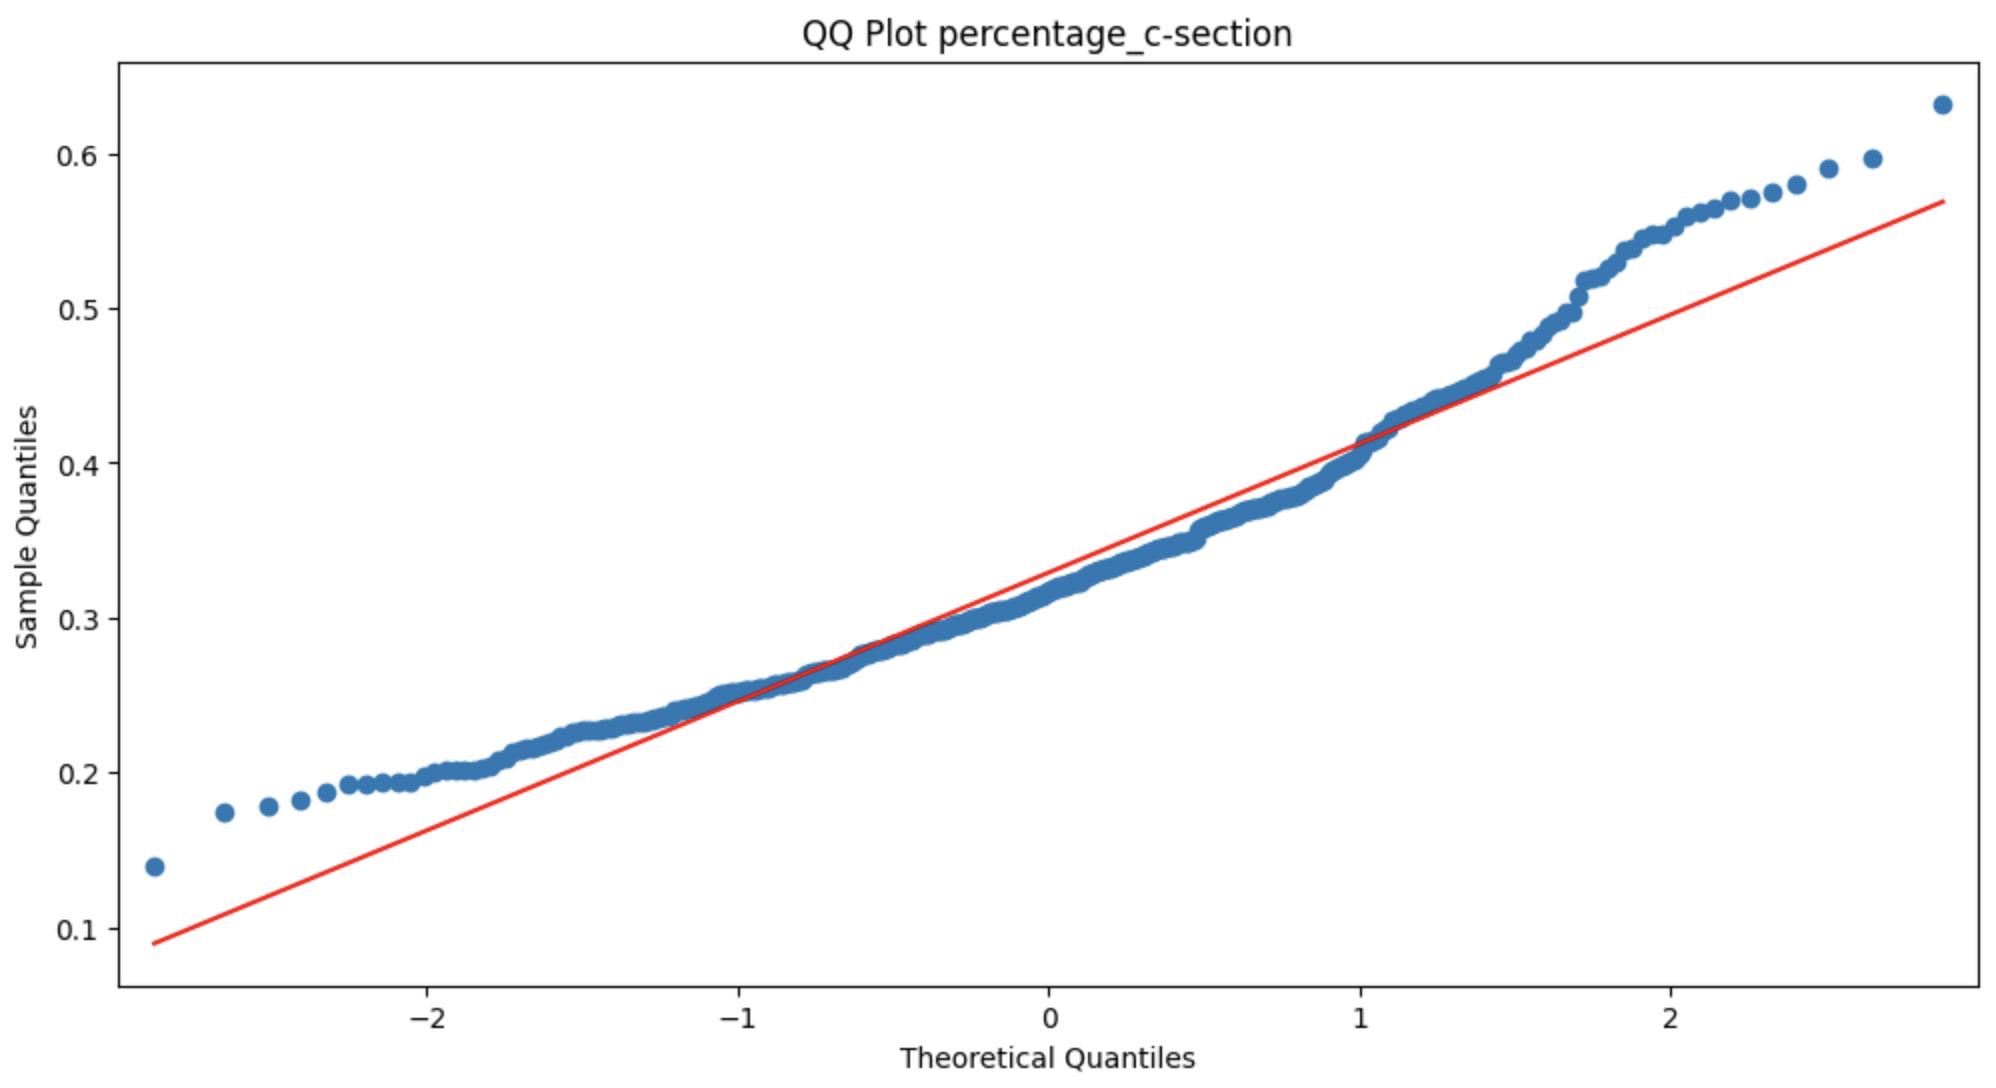 QQ Plot percentage_c-section
0.6
0.5
0.4
0.3
0.2
0.1
Sample Quantiles
−2 −1 0 1 2
Theoretical Quantiles